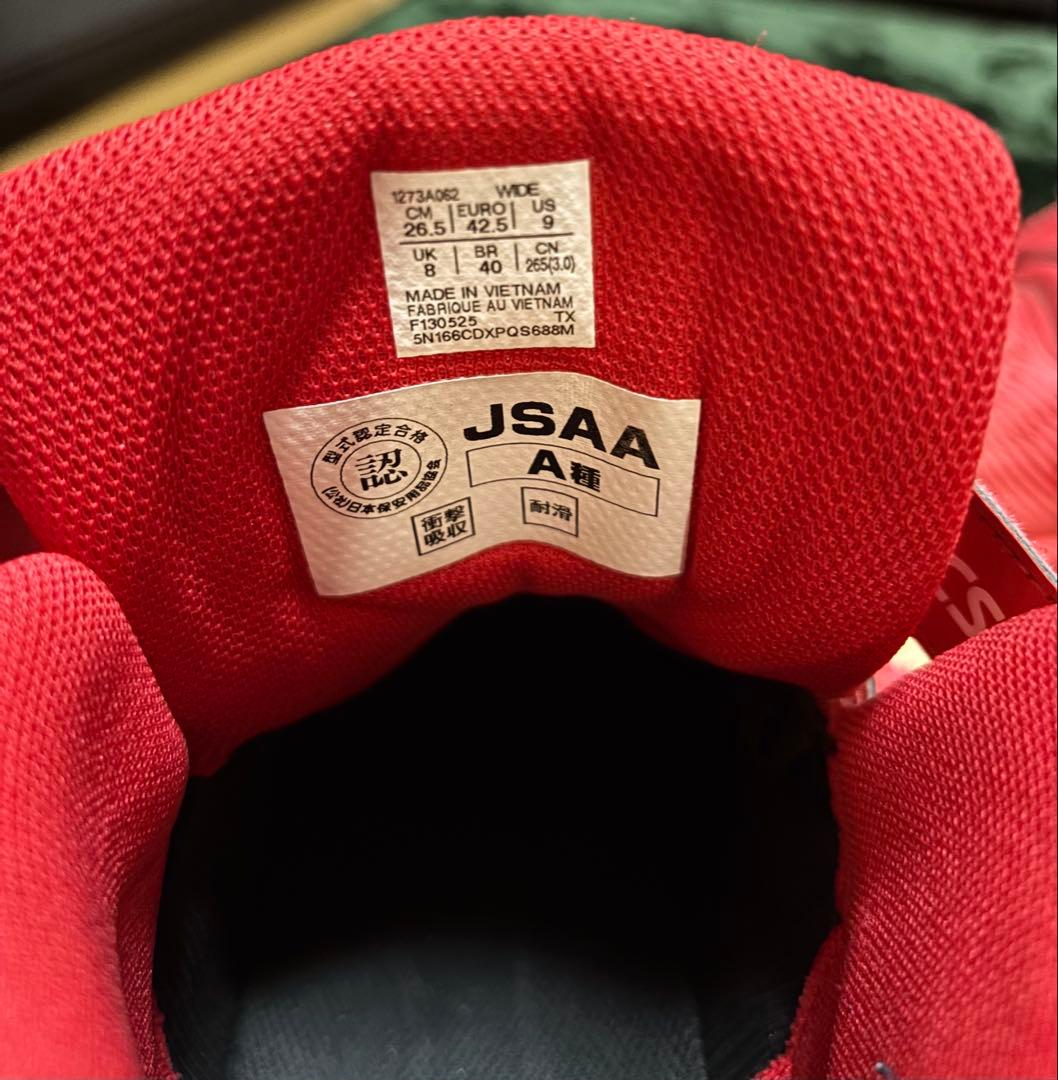 1273A062 WIDE
CM EURO US
26.5 42.5 9
UK BR CN
8 40 265(3.0)
MADE IN VIETNAM
FABRIQUE AU VIETNAM
F130525 TX
5N166CDXPQS688M
JSAA
A種
型式認定合格
認
(公社)日本保安用品協会
衝撃
吸収
耐滑